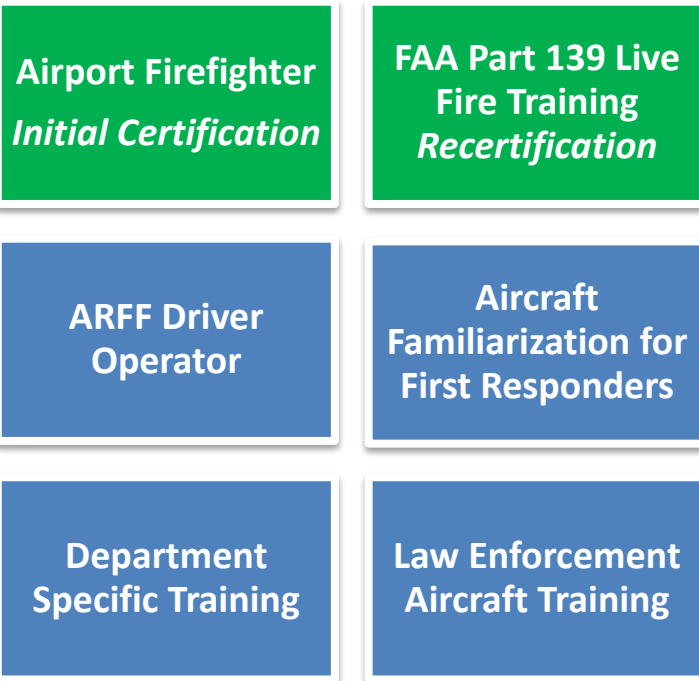 Airport Firefighter
Initial Certification
FAA Part 139 Live
Fire Training
Recertification
ARFF Driver
Operator
Aircraft
Familiarization for
First Responders
Department
Specific Training
Law Enforcement
Aircraft Training